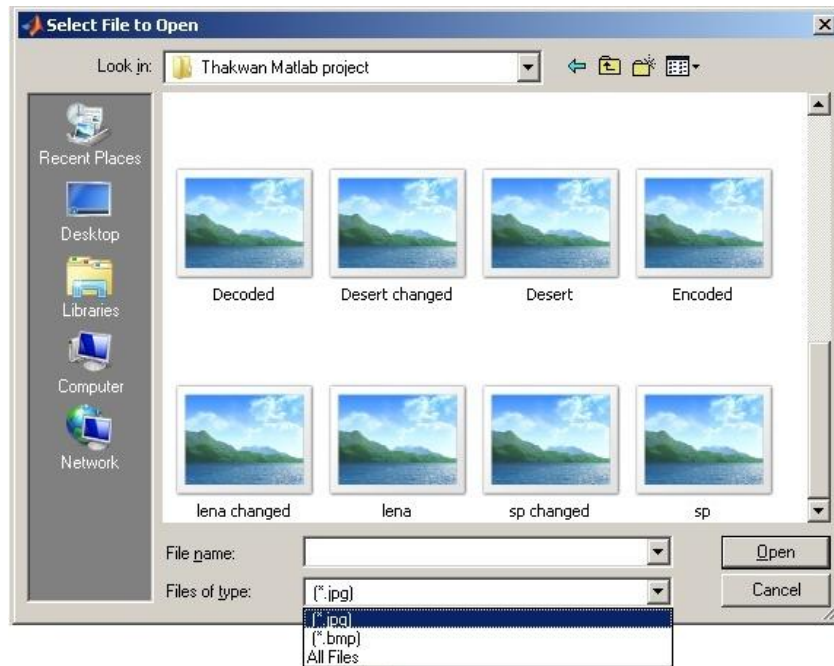 Select File to Open
Look in: Thakwan Matlab project
Recent Places
Desktop
Libraries
Computer
Network
Decoded Desert changed Desert Encoded
lena changed lena sp changed sp
File name: Open
Files of type: (*.jpg) Cancel
(*.jpg)
(*.bmp)
All Files